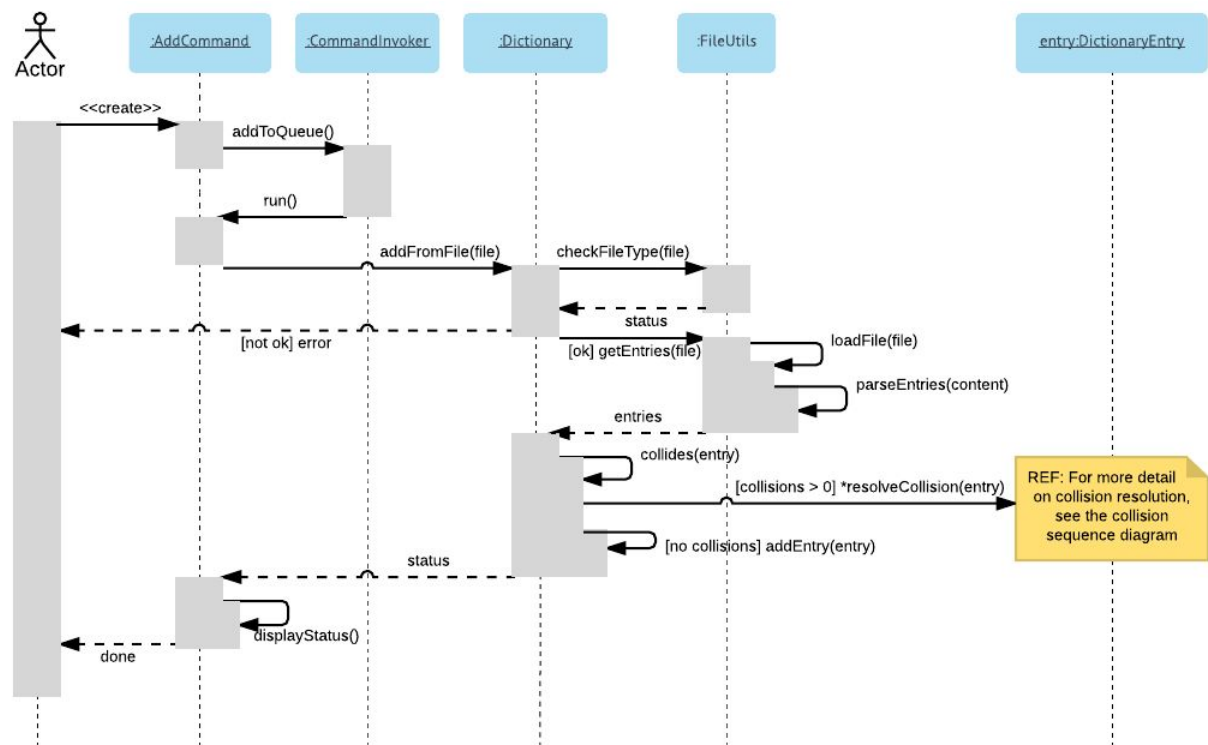 Actor
:AddCommand
:CommandInvoker
:Dictionary
:FileUtils
entry:DictionaryEntry
<<create>>
addToQueue()
run()
addFromFile(file)
checkFileType(file)
status
[not ok] error
[ok] getEntries(file)
loadFile(file)
parseEntries(content)
entries
collides(entry)
[collisions > 0] *resolveCollision(entry)
REF: For more detail
on collision resolution,
see the collision
sequence diagram
[no collisions] addEntry(entry)
status
displayStatus()
done